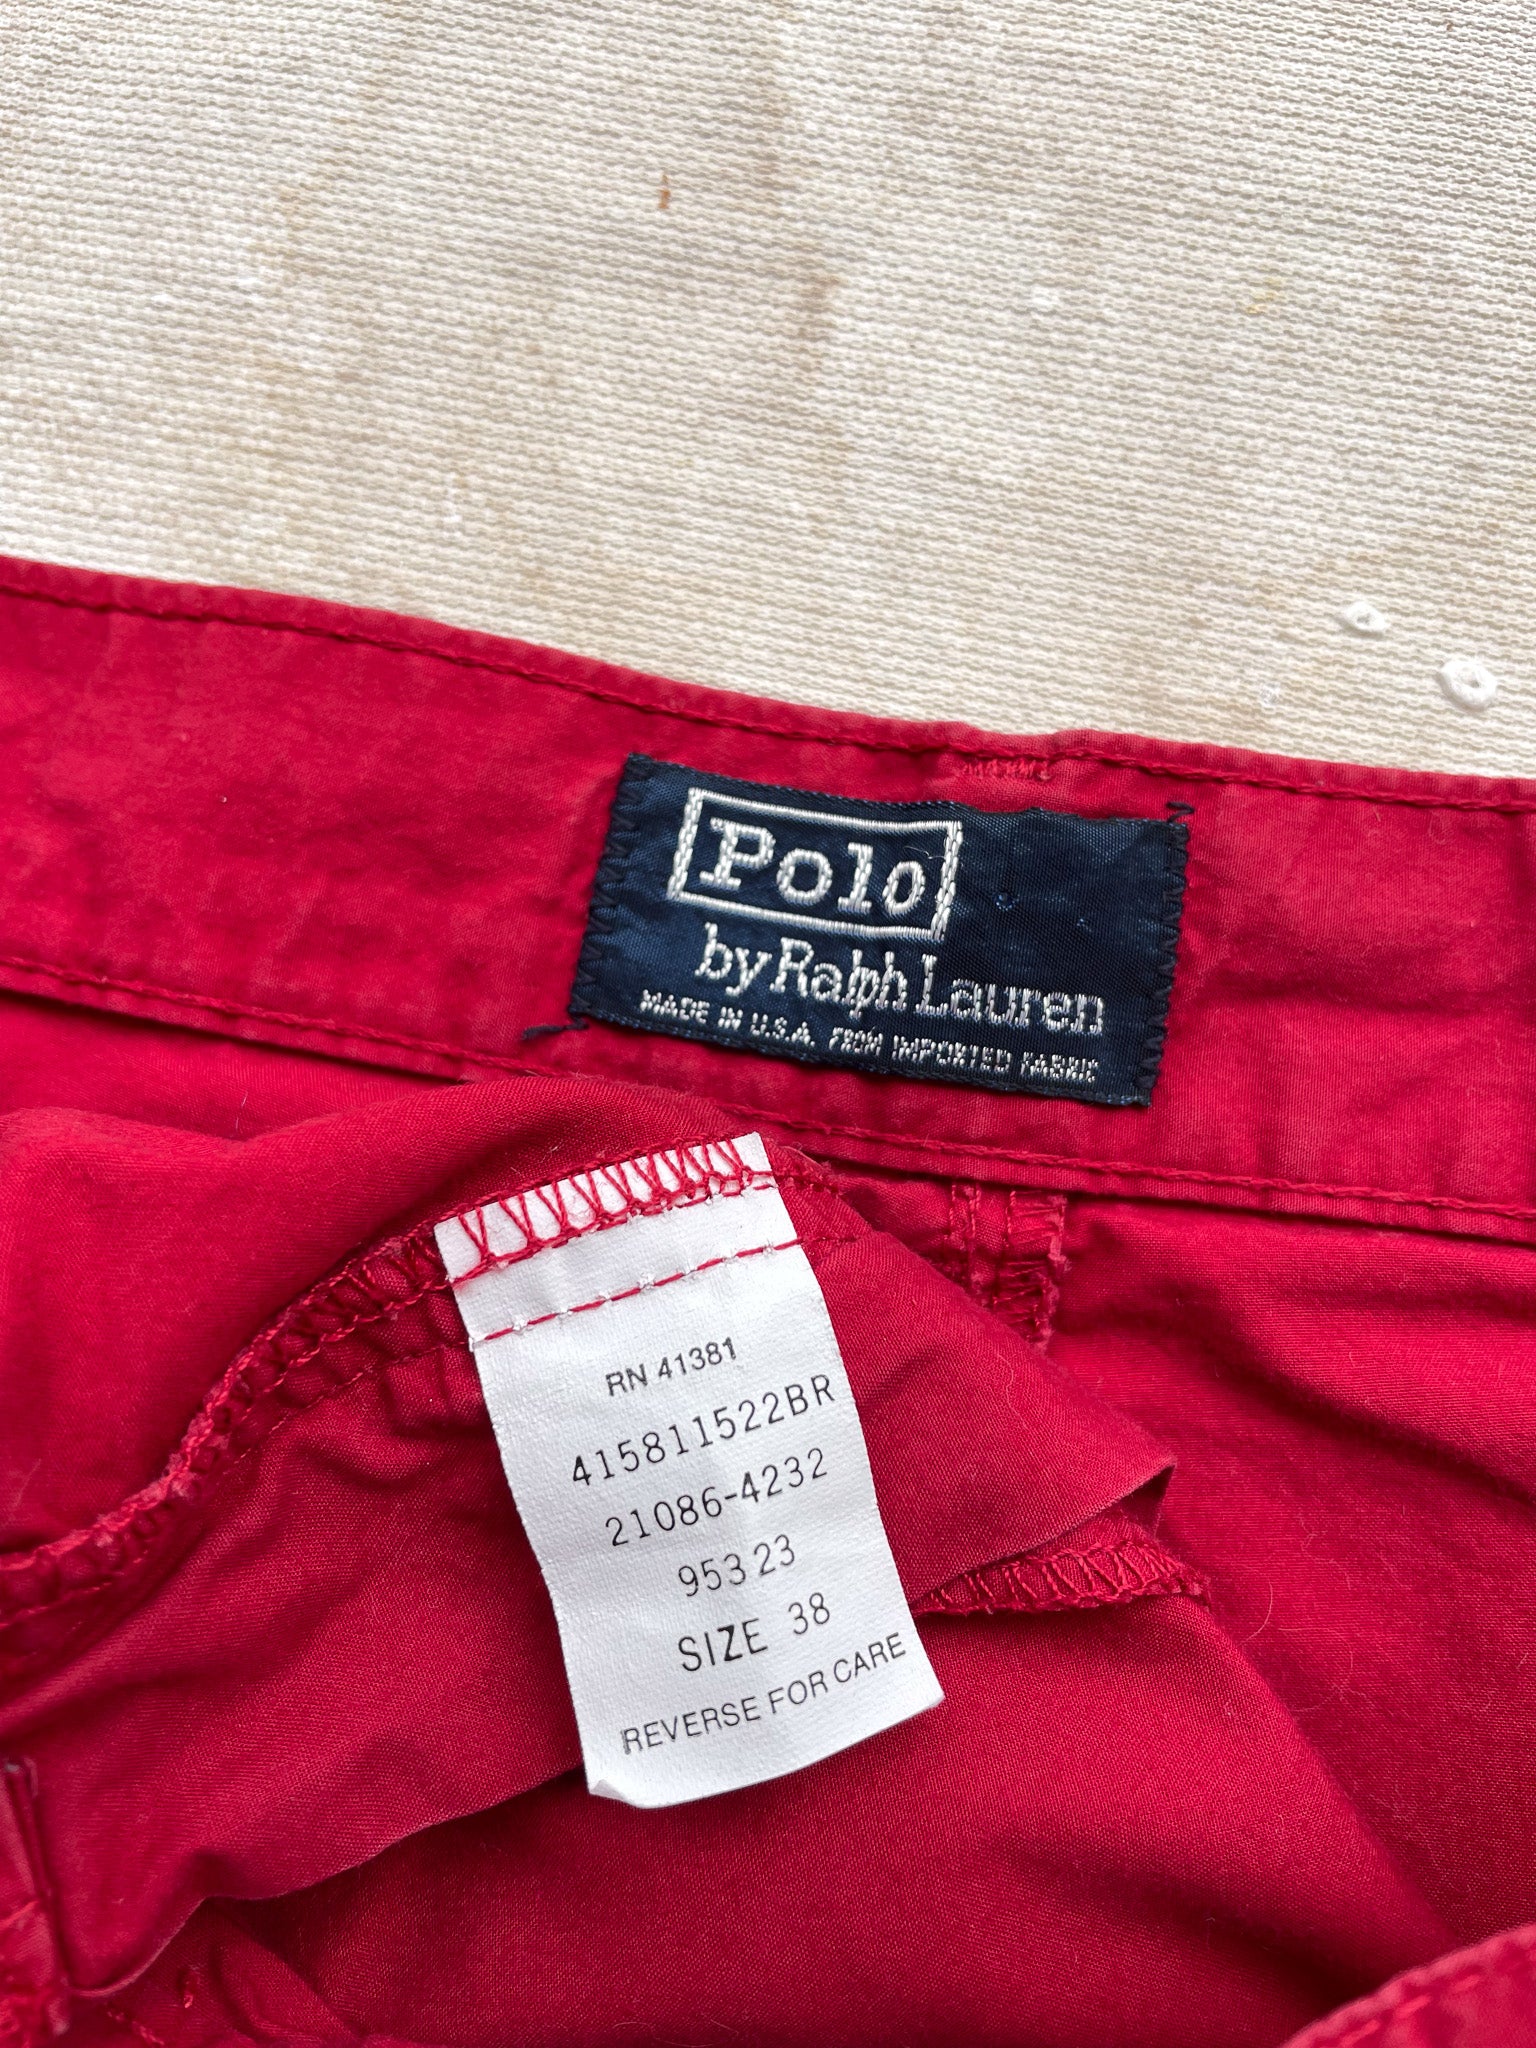 Polo
by Ralph Lauren
MADE IN U.S.A. FROM IMPORTED FABRIC
RN 41381
415811522BR
21086-4232
953 23
SIZE 38
REVERSE FOR CARE